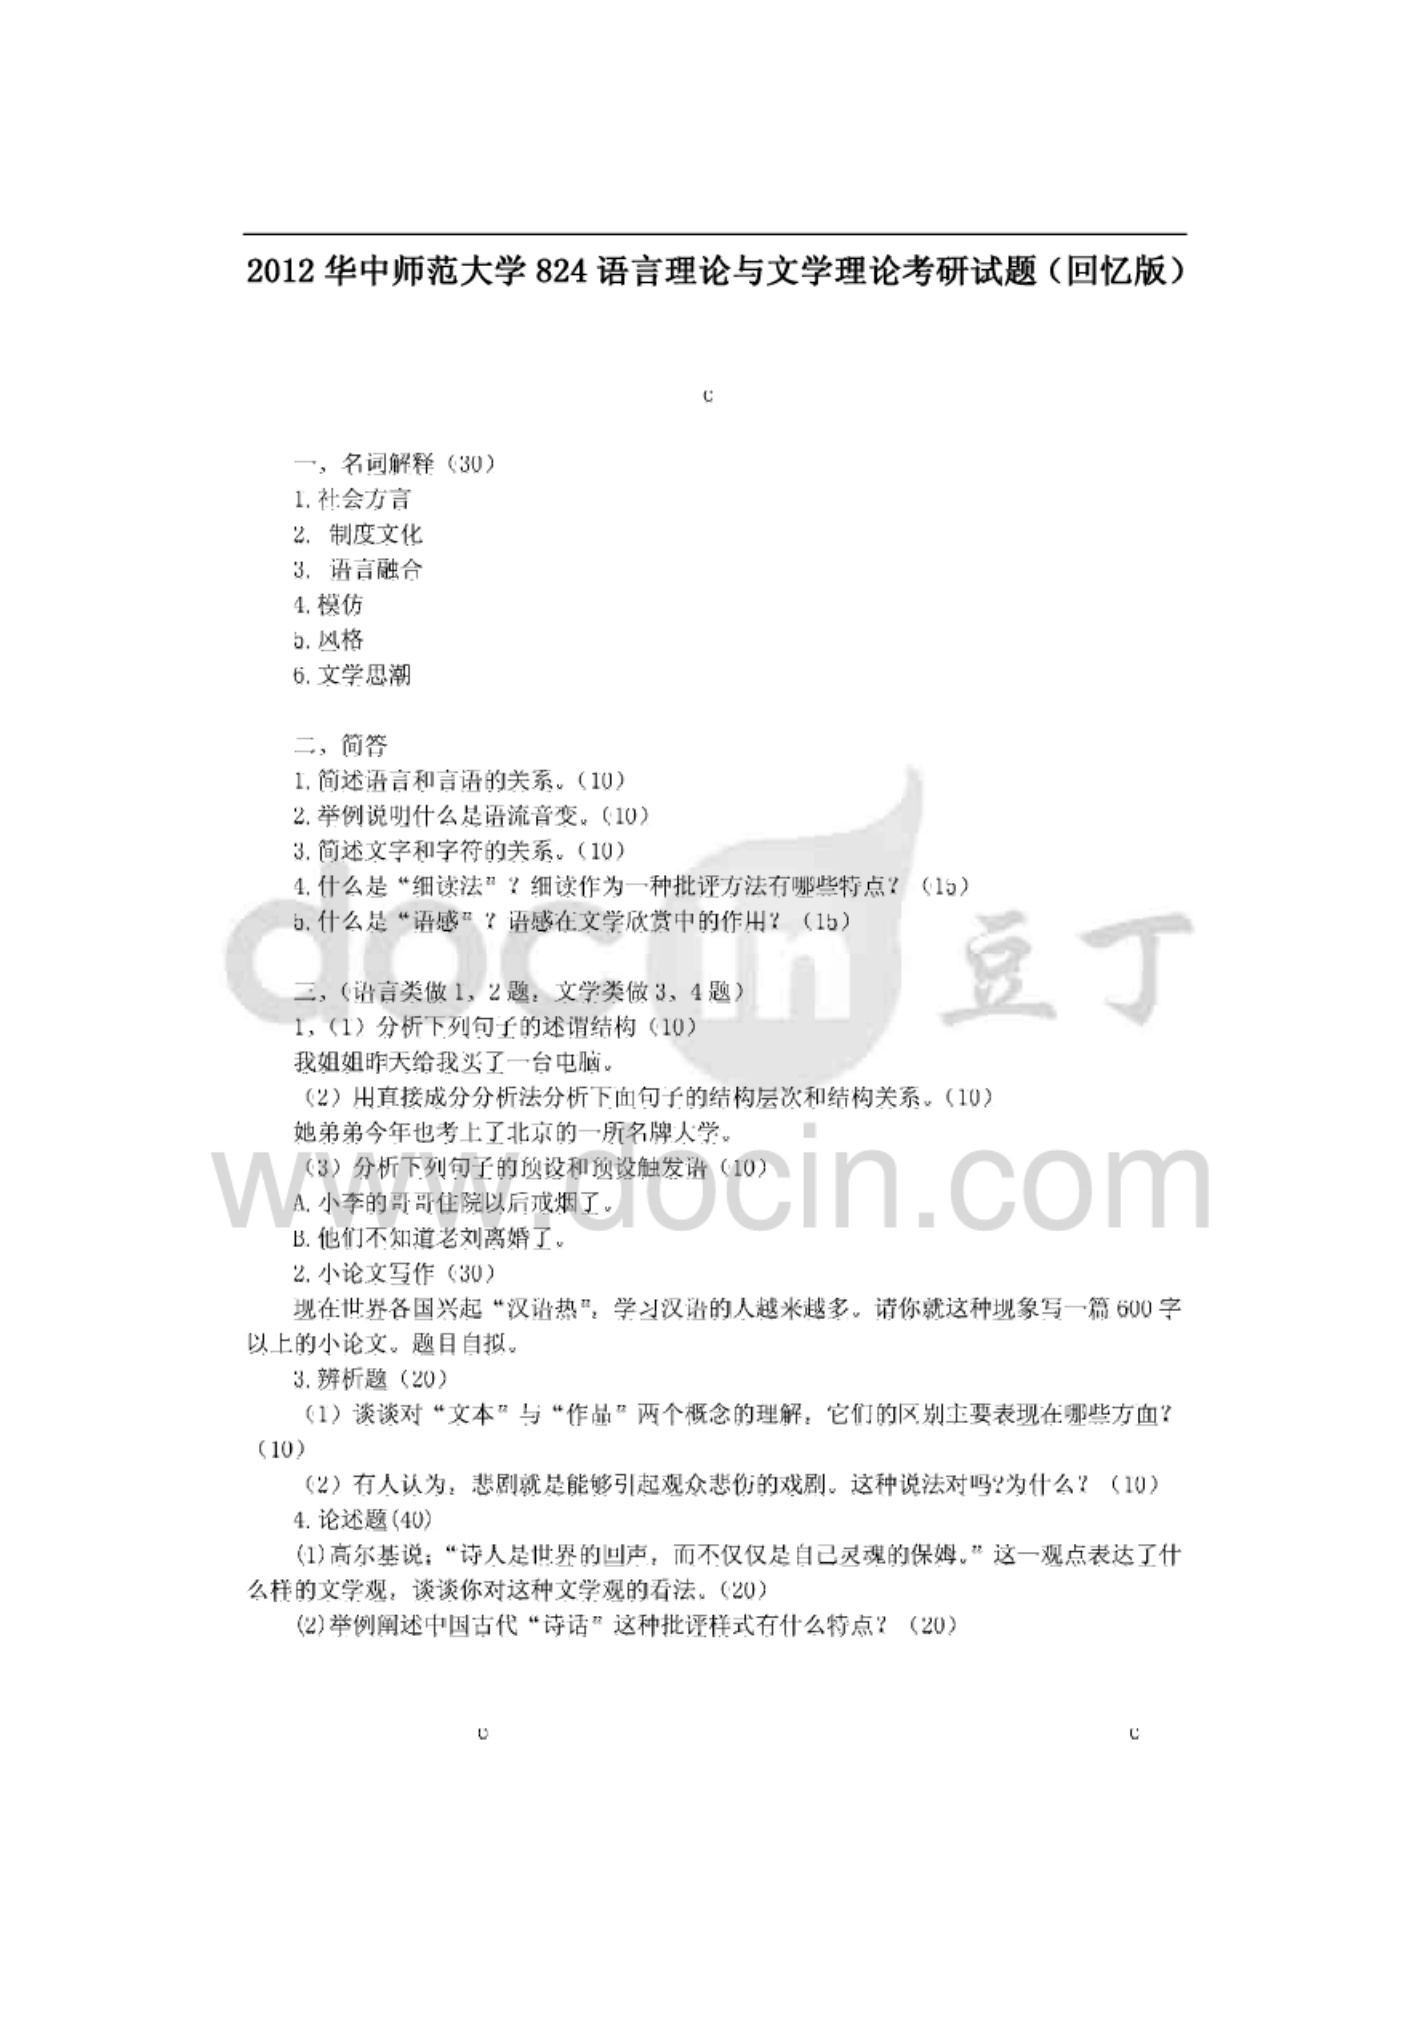 2012 华中师范大学 824 语言理论与文学理论考研试题（回忆版）
c
一，名词解释（30）
1.社会方言
2. 制度文化
3. 语言融合
4.模仿
5.风格
6.文学思潮
二，简答
1.简述语言和言语的关系。（10）
2.举例说明什么是语流音变。（10）
3.简述文字和字符的关系。（10）
4.什么是“细读法”？细读作为一种批评方法有哪些特点？（15）
5.什么是“语感”？语感在文学欣赏中的作用？（15）
docin 豆丁
三，（语言类做 1，2 题，文学类做 3，4 题）
1，（1）分析下列句子的述谓结构（10）
我姐姐昨天给我买了一台电脑。
（2）用直接成分分析法分析下面句子的结构层次和结构关系。（10）
她弟弟今年也考上了北京的一所名牌大学。
www.docin.com
（3）分析下列句子的预设和预设触发语（10）
A.小李的哥哥住院以后戒烟了。
B.他们不知道老刘离婚了。
2.小论文写作（30）
现在世界各国兴起“汉语热”，学习汉语的人越来越多。请你就这种现象写一篇 600 字
以上的小论文。题目自拟。
3.辨析题（20）
（1）谈谈对“文本”与“作品”两个概念的理解，它们的区别主要表现在哪些方面？
（10）
（2）有人认为，悲剧就是能够引起观众悲伤的戏剧。这种说法对吗?为什么？（10）
4.论述题(40)
(1)高尔基说：“诗人是世界的回声，而不仅仅是自己灵魂的保姆。”这一观点表达了什
么样的文学观，谈谈你对这种文学观的看法。（20）
(2)举例阐述中国古代“诗话”这种批评样式有什么特点？（20）
c